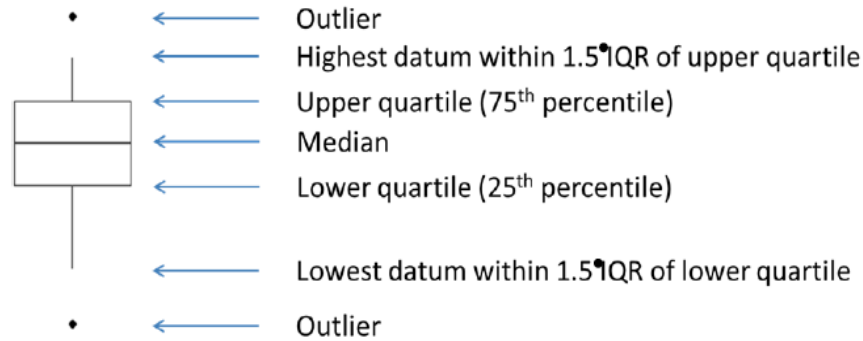 Outlier
Highest datum within 1.5•IQR of upper quartile
Upper quartile (75th percentile)
Median
Lower quartile (25th percentile)
Lowest datum within 1.5•IQR of lower quartile
Outlier